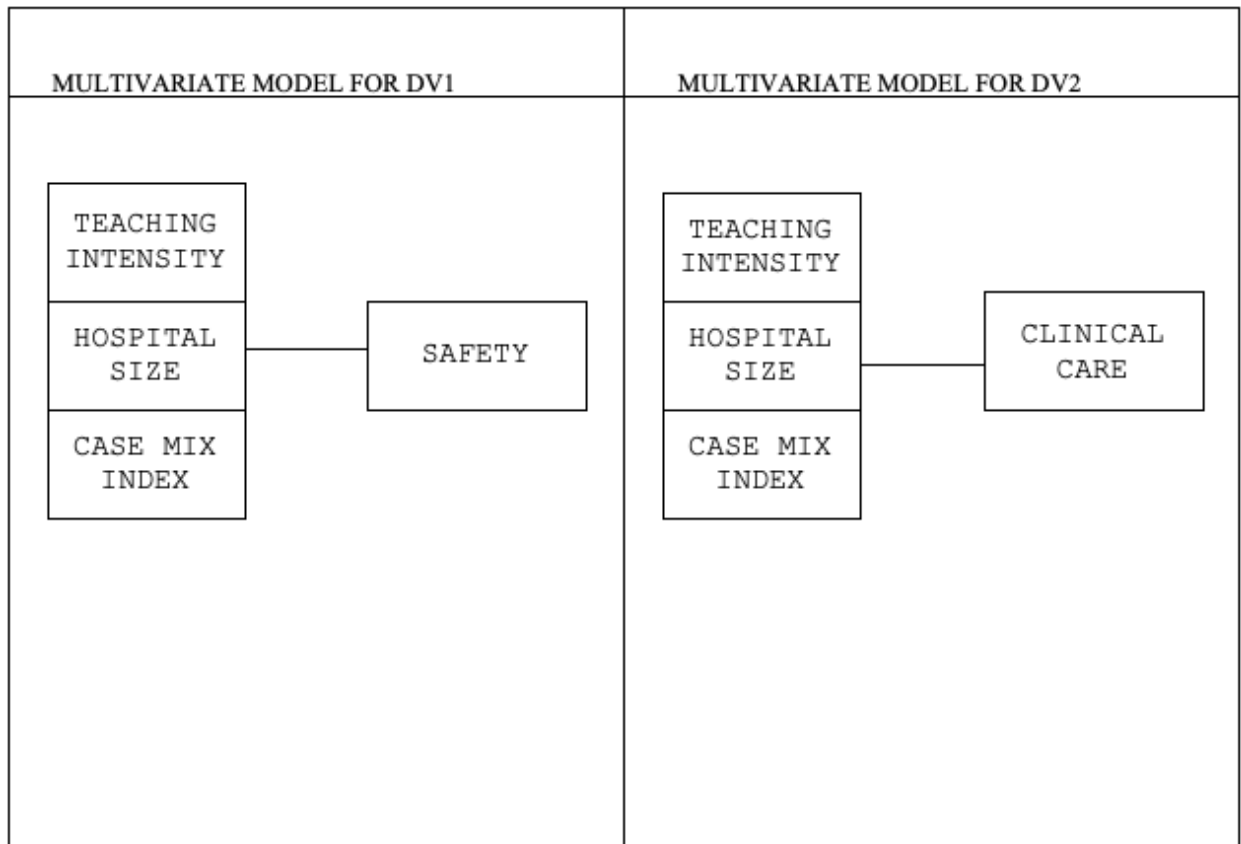 MULTIVARIATE MODEL FOR DV1
TEACHING
INTENSITY
HOSPITAL
SIZE
CASE MIX
INDEX
SAFETY
MULTIVARIATE MODEL FOR DV2
TEACHING
INTENSITY
HOSPITAL
SIZE
CASE MIX
INDEX
CLINICAL
CARE